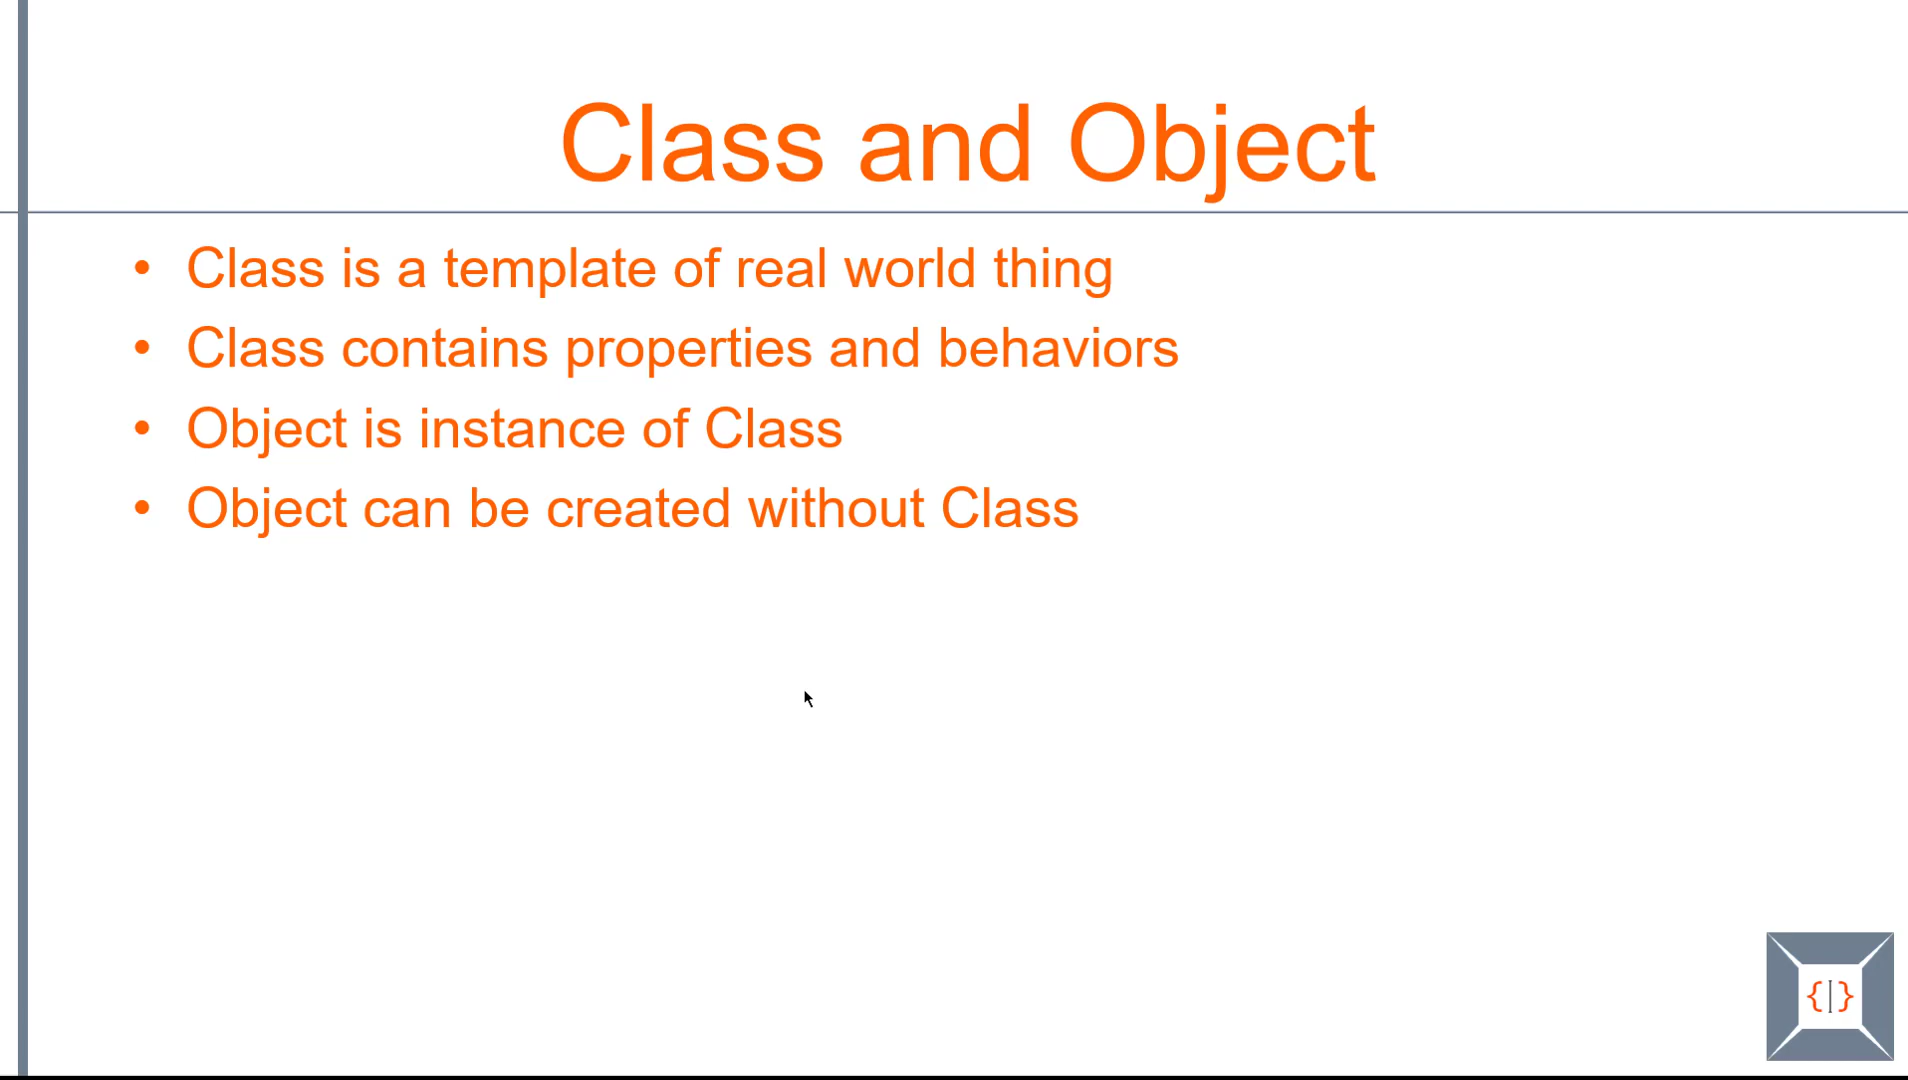 Class and Object
• Class is a template of real world thing
• Class contains properties and behaviors
• Object is instance of Class
• Object can be created without Class
{|}